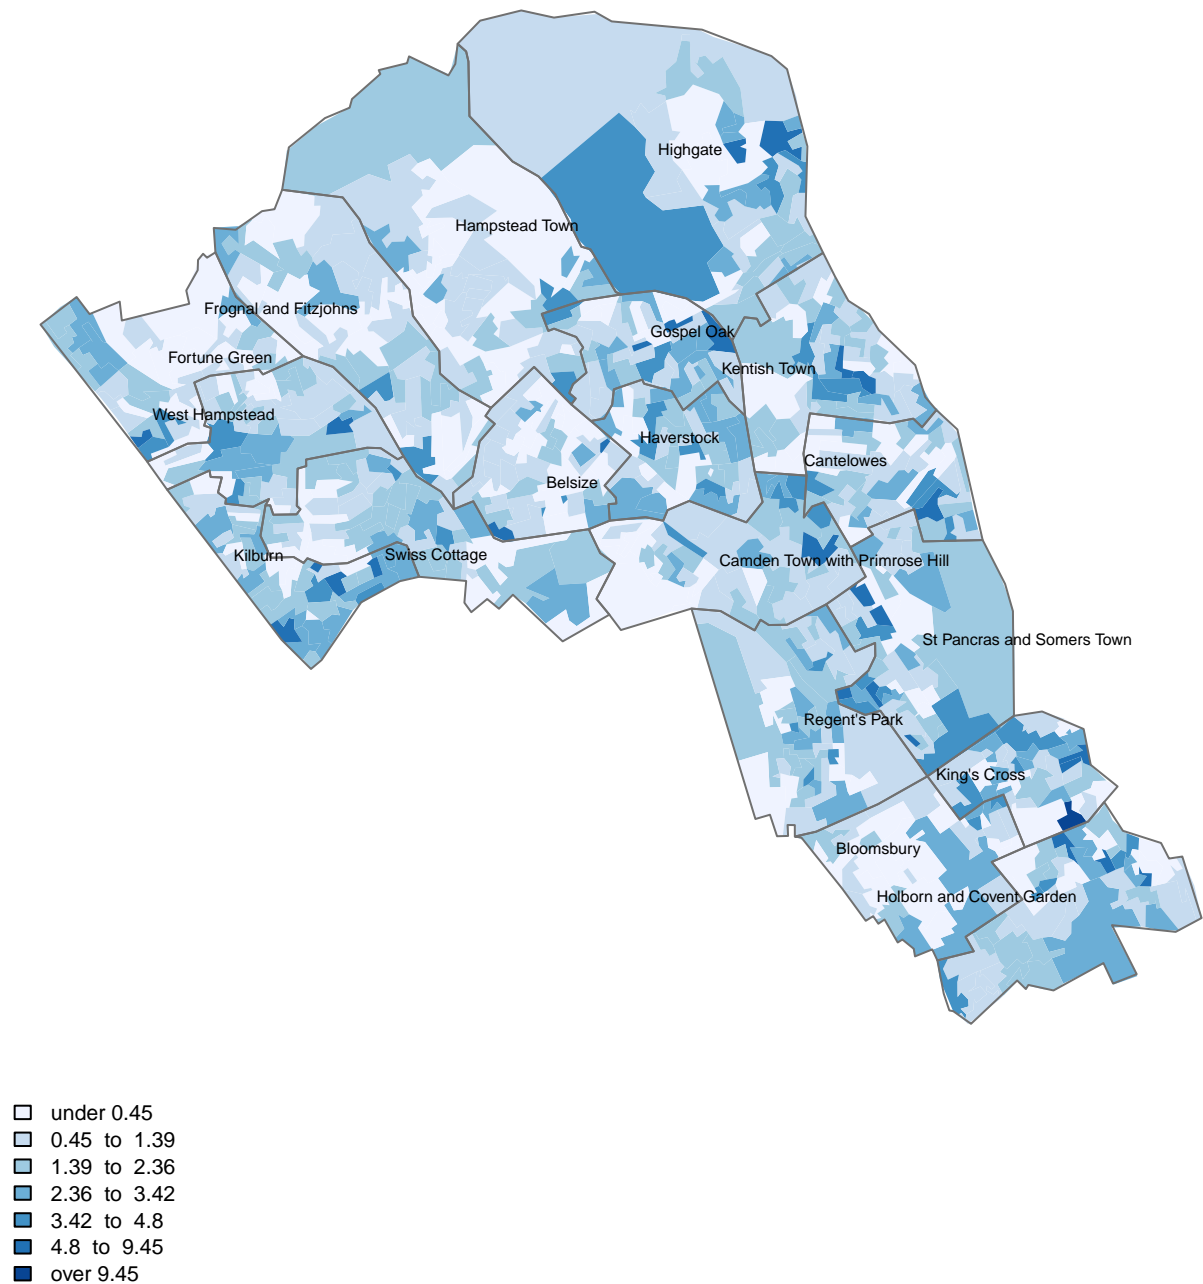 Highgate
Hampstead Town
Frognal and Fitzjohns
Gospel Oak
Fortune Green
Kentish Town
West Hampstead
Haverstock
Cantelowes
Belsize
Kilburn
Swiss Cottage
Camden Town with Primrose Hill
St Pancras and Somers Town
Regent's Park
King's Cross
Bloomsbury
Holborn and Covent Garden
under 0.45
0.45 to 1.39
1.39 to 2.36
2.36 to 3.42
3.42 to 4.8
4.8 to 9.45
over 9.45